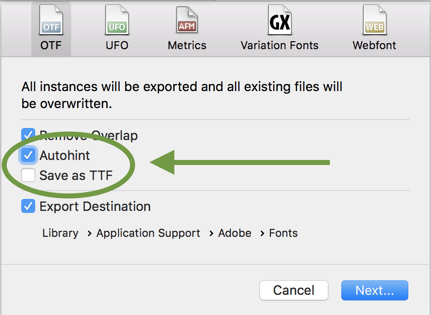 OTF
UFO
AFM
GX
WEB
OTF
UFO
Metrics
Variation Fonts
Webfont
All instances will be exported and all existing files will
be overwritten.
Remove Overlap
Autohint
Save as TTF
Export Destination
Library › Application Support › Adobe › Fonts
Cancel
Next...